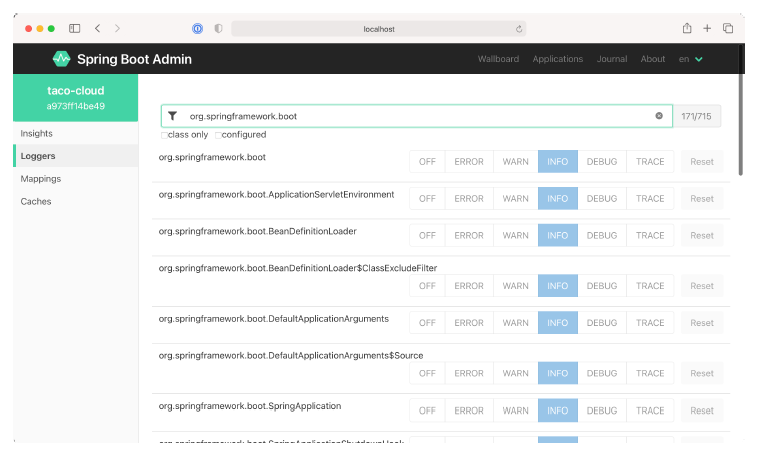 localhost
Spring Boot Admin
Wallboard Applications Journal About en
taco-cloud
a973ff14be49
Insights
Loggers
Mappings
Caches
org.springframework.boot 171/715
class only configured
org.springframework.boot OFF ERROR WARN INFO DEBUG TRACE Reset
org.springframework.boot.ApplicationServletEnvironment OFF ERROR WARN INFO DEBUG TRACE Reset
org.springframework.boot.BeanDefinitionLoader OFF ERROR WARN INFO DEBUG TRACE Reset
org.springframework.boot.BeanDefinitionLoader$ClassExcludeFilter
OFF ERROR WARN INFO DEBUG TRACE Reset
org.springframework.boot.DefaultApplicationArguments OFF ERROR WARN INFO DEBUG TRACE Reset
org.springframework.boot.DefaultApplicationArguments$Source
OFF ERROR WARN INFO DEBUG TRACE Reset
org.springframework.boot.SpringApplication OFF ERROR WARN INFO DEBUG TRACE Reset